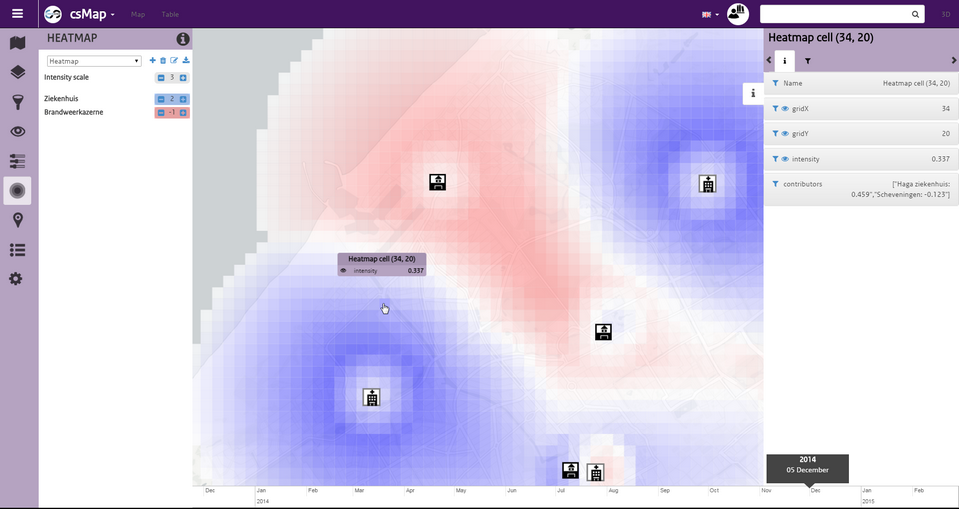 csMap
Map
Table
3D
HEATMAP
Heatmap
Intensity scale
3
Ziekenhuis
2
Brandweerkazerne
-1
Heatmap cell (34, 20)
intensity 0.337
Heatmap cell (34, 20)
Name Heatmap cell (34, 20)
gridX 34
gridY 20
intensity 0.337
contributors ["Haga ziekenhuis:
0.459","Scheveningen: -0.123"]
2014
05 December
Dec Jan Feb Mar Apr May Jun Jul Aug Sep Oct Nov Dec Jan Feb
2014 2015